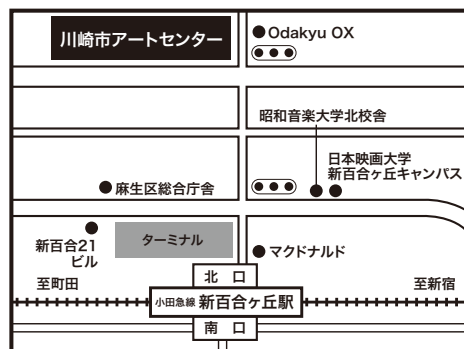 川崎市アートセンター
Odakyu OX
昭和音楽大学北校舎
日本映画大学
新百合ヶ丘キャンパス
麻生区総合庁舎
新百合21
ビル
ターミナル
マクドナルド
北 口
至町田
至新宿
小田急線 新百合ヶ丘駅
南 口